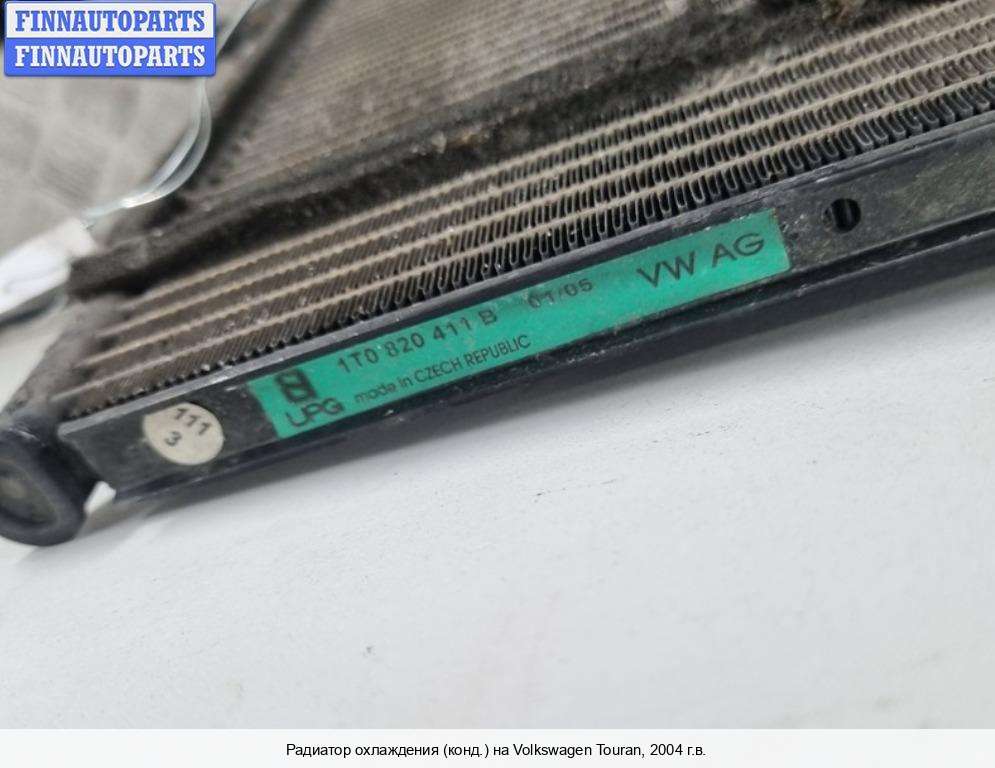 FINNAUTOPARTS
FINNAUTOPARTS
1T0 820 411 B 01/05 VW AG
UPG made in CZECH REPUBLIC
111
3
Радиатор охлаждения (конд.) на Volkswagen Touran, 2004 г.в.